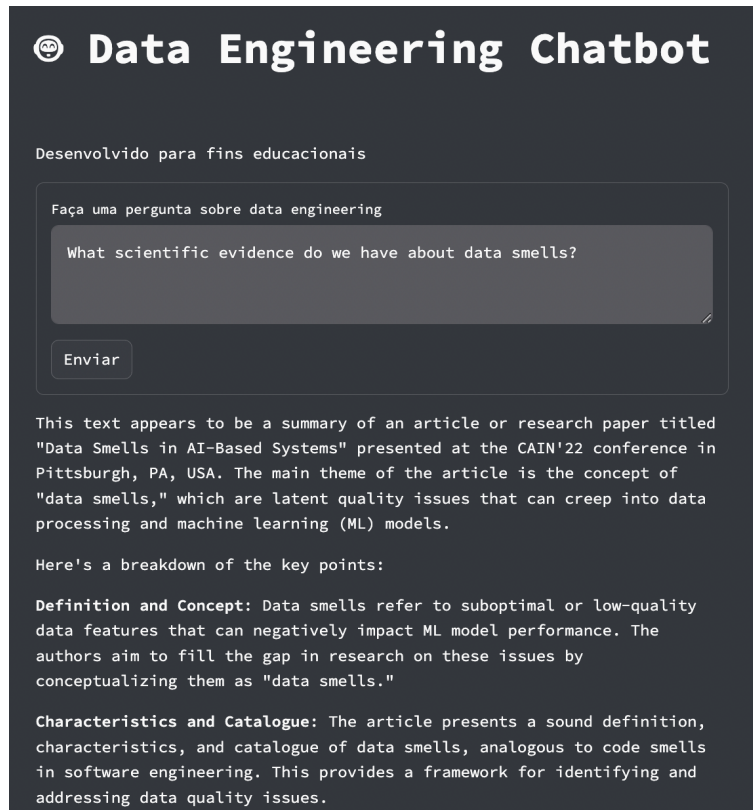 Data Engineering Chatbot
Desenvolvido para fins educacionais
Faça uma pergunta sobre data engineering
What scientific evidence do we have about data smells?
Enviar
This text appears to be a summary of an article or research paper titled
"Data Smells in AI-Based Systems" presented at the CAIN'22 conference in
Pittsburgh, PA, USA. The main theme of the article is the concept of
"data smells," which are latent quality issues that can creep into data
processing and machine learning (ML) models.
Here's a breakdown of the key points:
Definition and Concept: Data smells refer to suboptimal or low-quality
data features that can negatively impact ML model performance. The
authors aim to fill the gap in research on these issues by
conceptualizing them as "data smells."
Characteristics and Catalogue: The article presents a sound definition,
characteristics, and catalogue of data smells, analogous to code smells
in software engineering. This provides a framework for identifying and
addressing data quality issues.